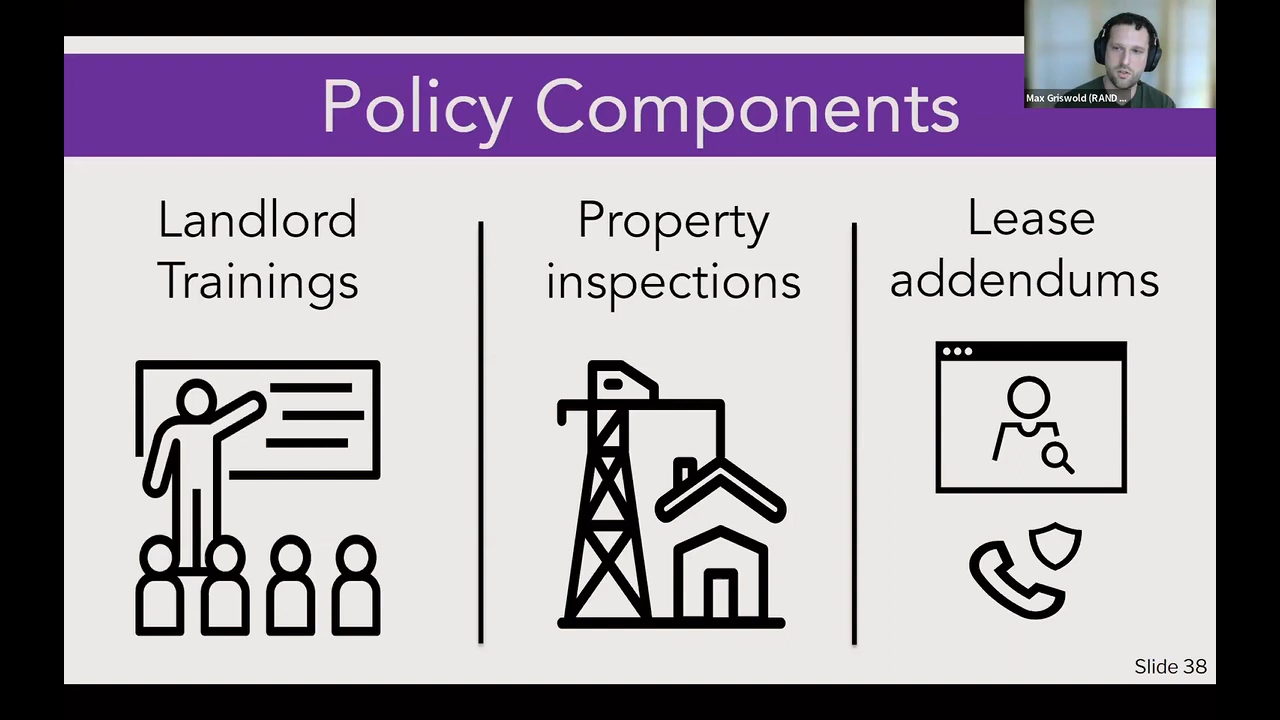 Policy Components
Max Griswold (RAND ...
Landlord
Trainings
Property
inspections
Lease
addendums
Slide 38